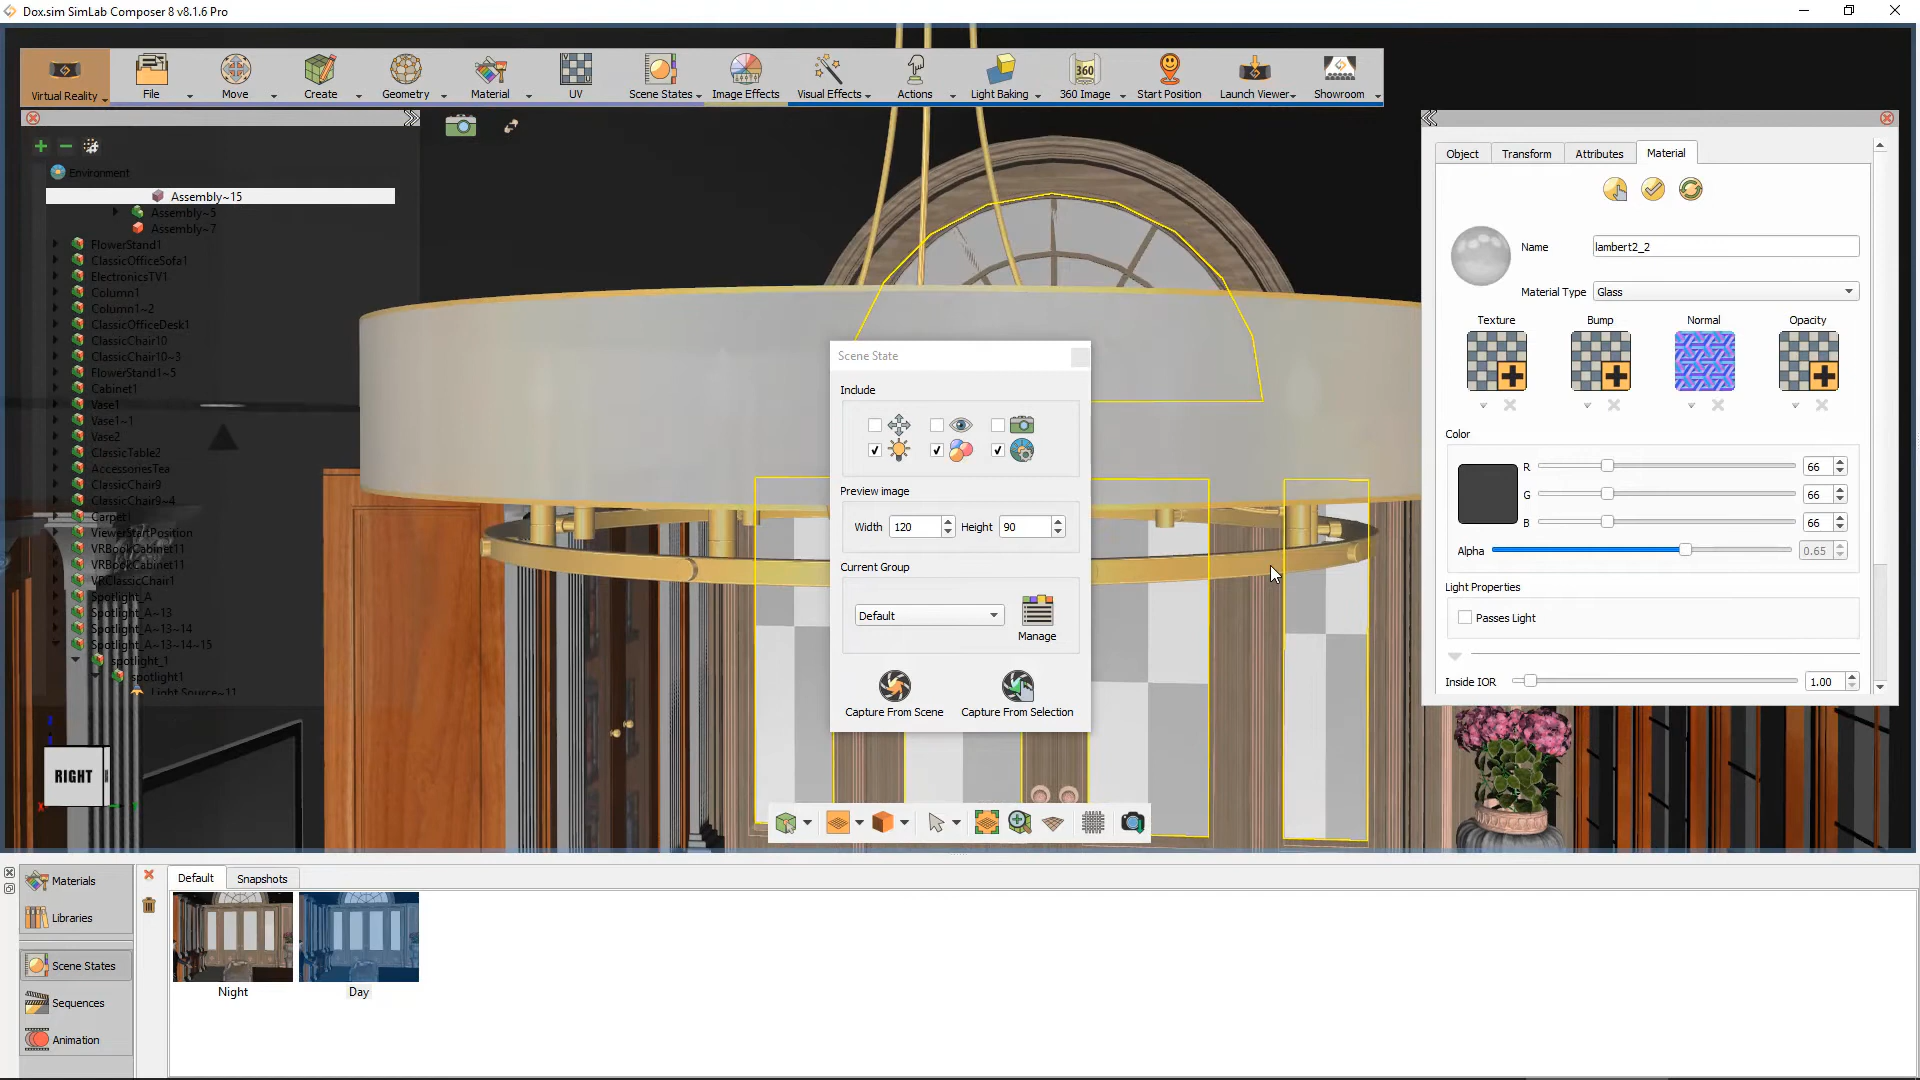 Dox.sim SimLab Composer 8 v8.1.6 Pro
Virtual Reality
File
Move
Create
Geometry
Material
UV
Scene States
Image Effects
Visual Effects
Actions
Light Baking
360
360 Image
Start Position
Launch Viewer
Showroom
Environment
Assembly~15
Assembly~5
Assembly~7
FlowerStand1
ClassicOfficeSofa1
ElectronicsTV1
Column1
Column1~2
ClassicOfficeDesk1
ClassicChair10
ClassicChair10~3
FlowerStand1~5
Cabinet1
Vase1
Vase1~1
Vase2
ClassicTable2
AccessoriesTea
ClassicChair9
ClassicChair9~4
Carpet1
ViewerStartPosition
VRBookCabinet11
VRBookCabinet11
VRClassicChair1
Spotlight_A
Spotlight_A~13
Spotlight_A~13~14
Spotlight_A~13~14~15
spotlight_1
spotlight1
Light Source~11
RIGHT
Scene State
Include
Preview image
Width 120 Height 90
Current Group
Default
Manage
Capture From Scene
Capture From Selection
Object
Transform
Attributes
Material
Name lambert2_2
Material Type Glass
Texture
Bump
Normal
Opacity
Color
R 66
G 66
B 66
Alpha 0.65
Light Properties
Passes Light
Inside IOR 1.00
Materials
Libraries
Scene States
Sequences
Animation
Default
Snapshots
Night
Day